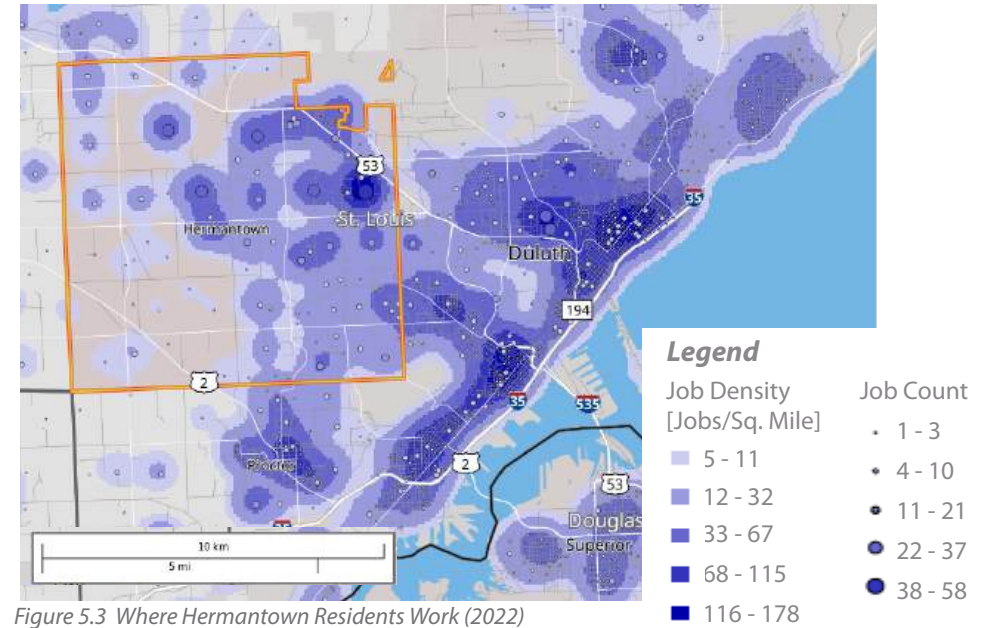 53
35
St. Louis
Hermantown
Duluth
194
2
35
535
2
Proctor
53
Douglas
Superior
10 km
5 mi
Legend
Job Density
[Jobs/Sq. Mile]
5 - 11
12 - 32
33 - 67
68 - 115
116 - 178
Job Count
1 - 3
4 - 10
11 - 21
22 - 37
38 - 58
Figure 5.3 Where Hermantown Residents Work (2022)